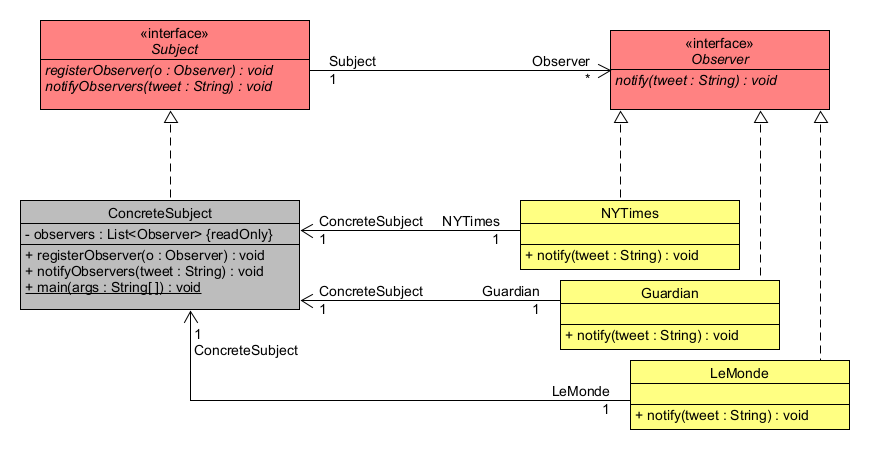 «interface»
Subject
registerObserver(o : Observer) : void
notifyObservers(tweet : String) : void
Subject
1
Observer
*
«interface»
Observer
notify(tweet : String) : void
ConcreteSubject
- observers : List<Observer> {readOnly}
+ registerObserver(o : Observer) : void
+ notifyObservers(tweet : String) : void
+ main(args : String[]) : void
ConcreteSubject
1
NYTimes
1
NYTimes
+ notify(tweet : String) : void
ConcreteSubject
1
Guardian
1
Guardian
+ notify(tweet : String) : void
1
ConcreteSubject
LeMonde
1
LeMonde
+ notify(tweet : String) : void